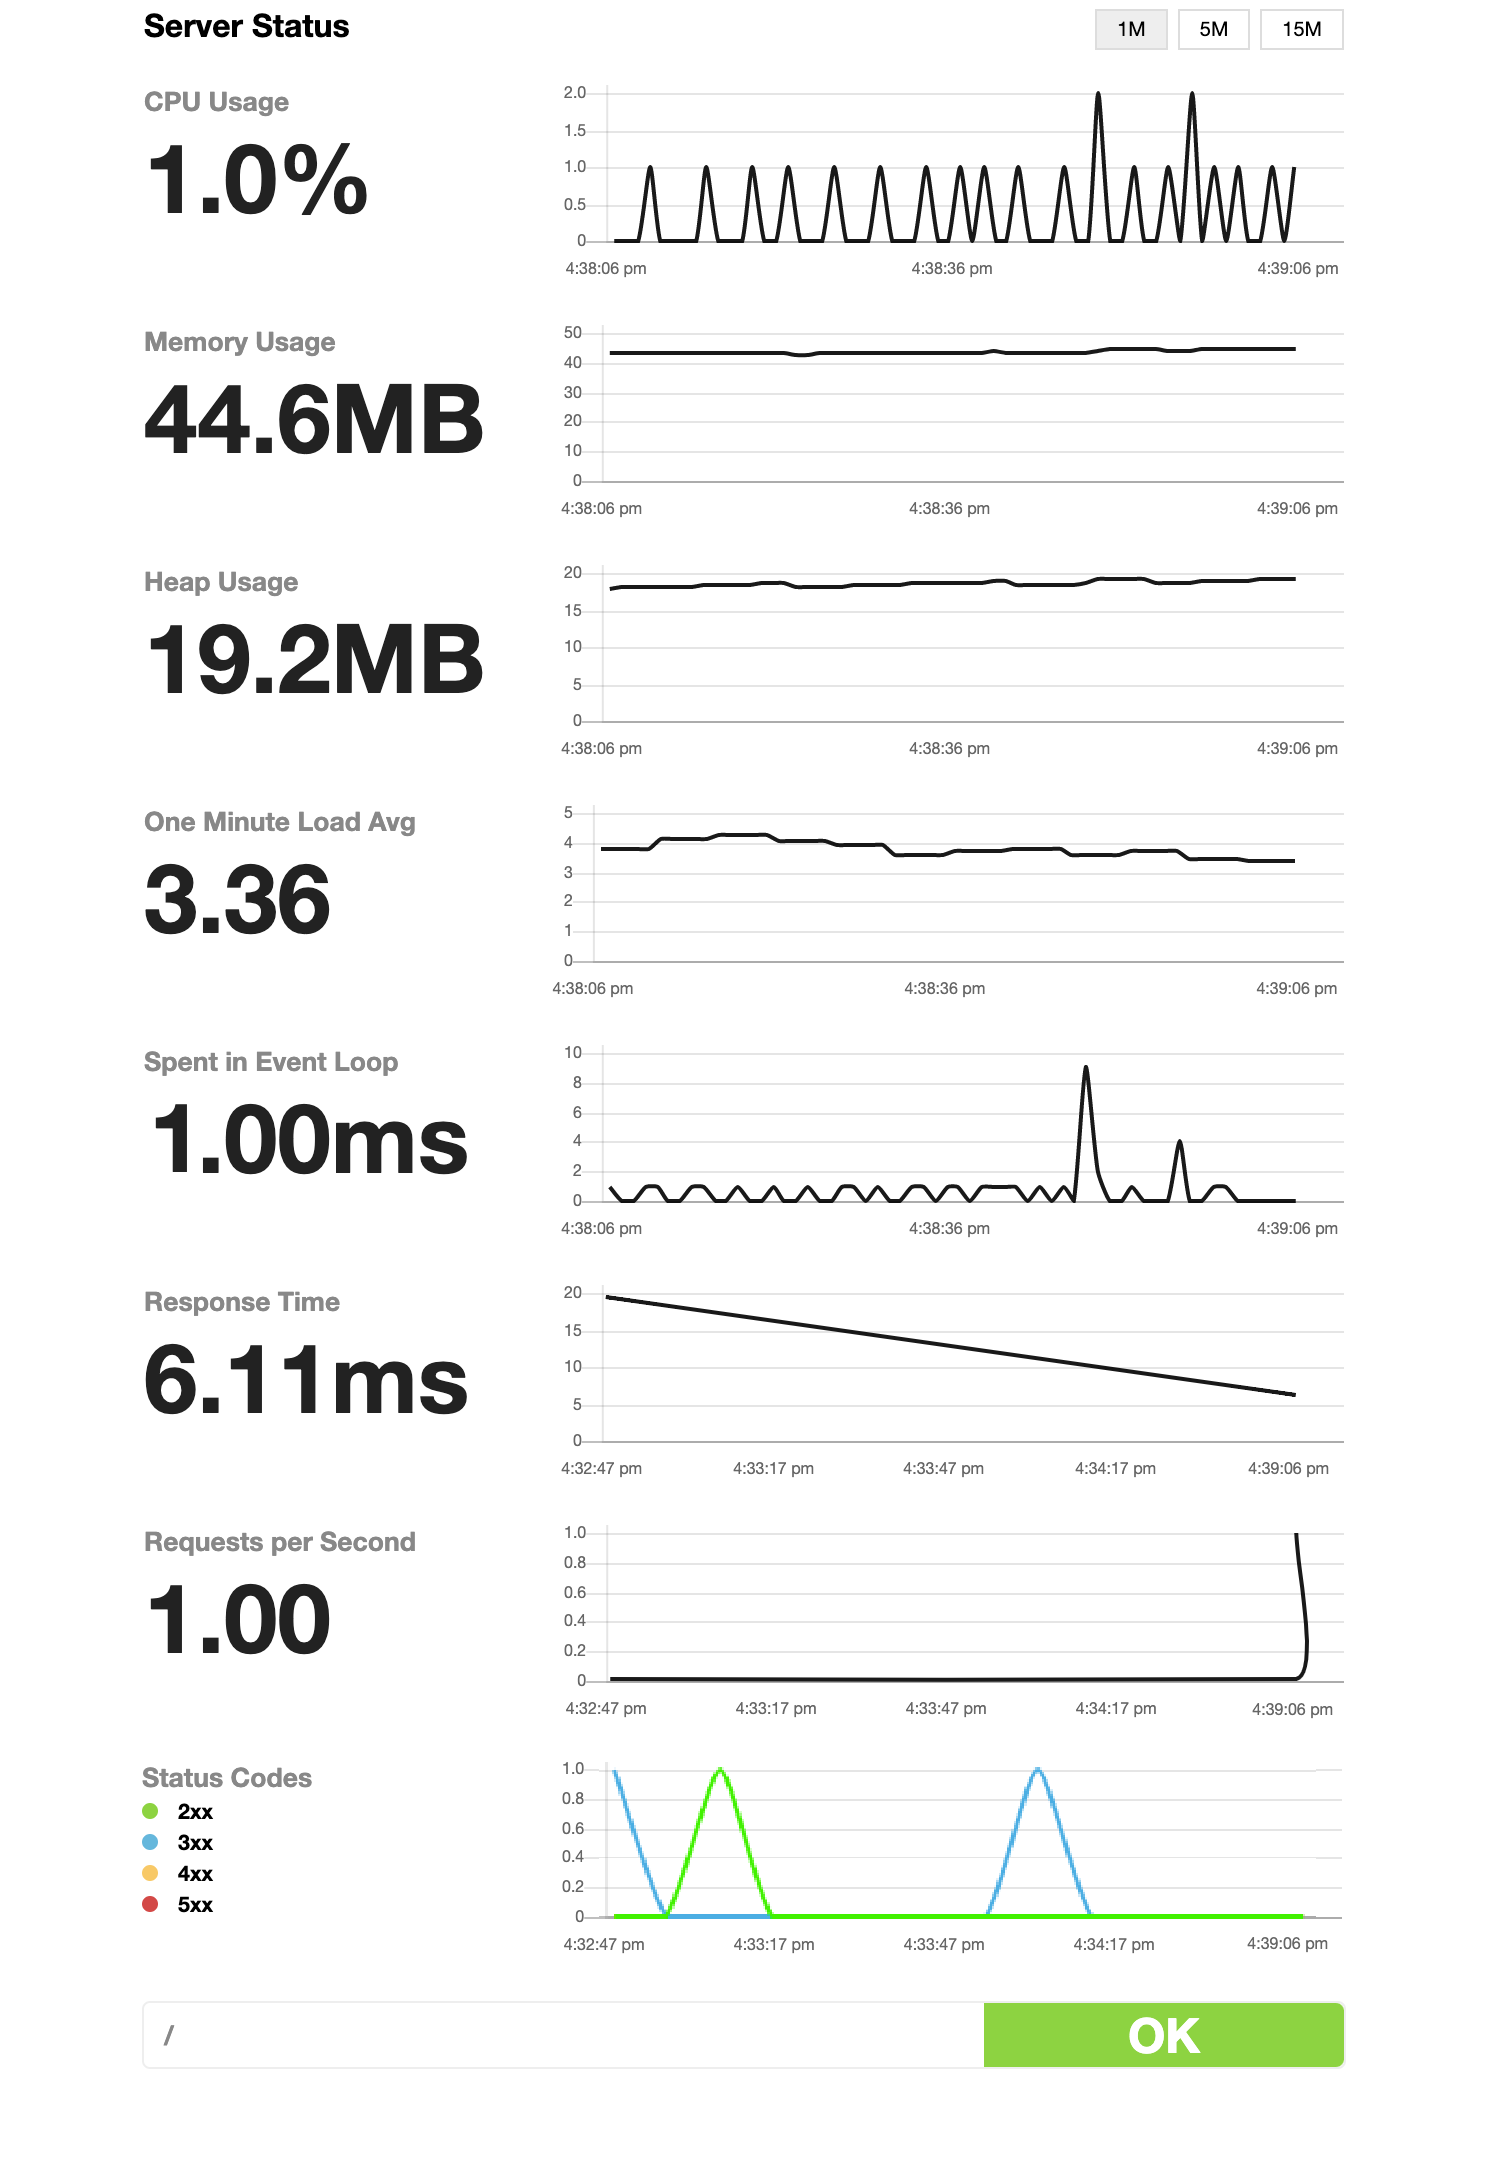 Server Status
1M 5M 15M
CPU Usage
1.0%
2.0
1.5
1.0
0.5
0
4:38:06 pm 4:38:36 pm 4:39:06 pm
Memory Usage
44.6MB
50
40
30
20
10
0
4:38:06 pm 4:38:36 pm 4:39:06 pm
Heap Usage
19.2MB
20
15
10
5
0
4:38:06 pm 4:38:36 pm 4:39:06 pm
One Minute Load Avg
3.36
5
4
3
2
1
0
4:38:06 pm 4:38:36 pm 4:39:06 pm
Spent in Event Loop
1.00ms
10
8
6
4
2
0
4:38:06 pm 4:38:36 pm 4:39:06 pm
Response Time
6.11ms
20
15
10
5
0
4:32:47 pm 4:33:17 pm 4:33:47 pm 4:34:17 pm 4:39:06 pm
Requests per Second
1.00
1.0
0.8
0.6
0.4
0.2
0
4:32:47 pm 4:33:17 pm 4:33:47 pm 4:34:17 pm 4:39:06 pm
Status Codes
2xx
3xx
4xx
5xx
1.0
0.8
0.6
0.4
0.2
0
4:32:47 pm 4:33:17 pm 4:33:47 pm 4:34:17 pm 4:39:06 pm
/ OK